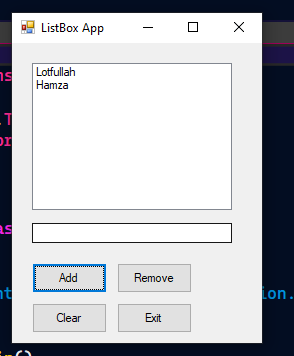 ListBox App
Lotfullah
Hamza
Add
Remove
Clear
Exit